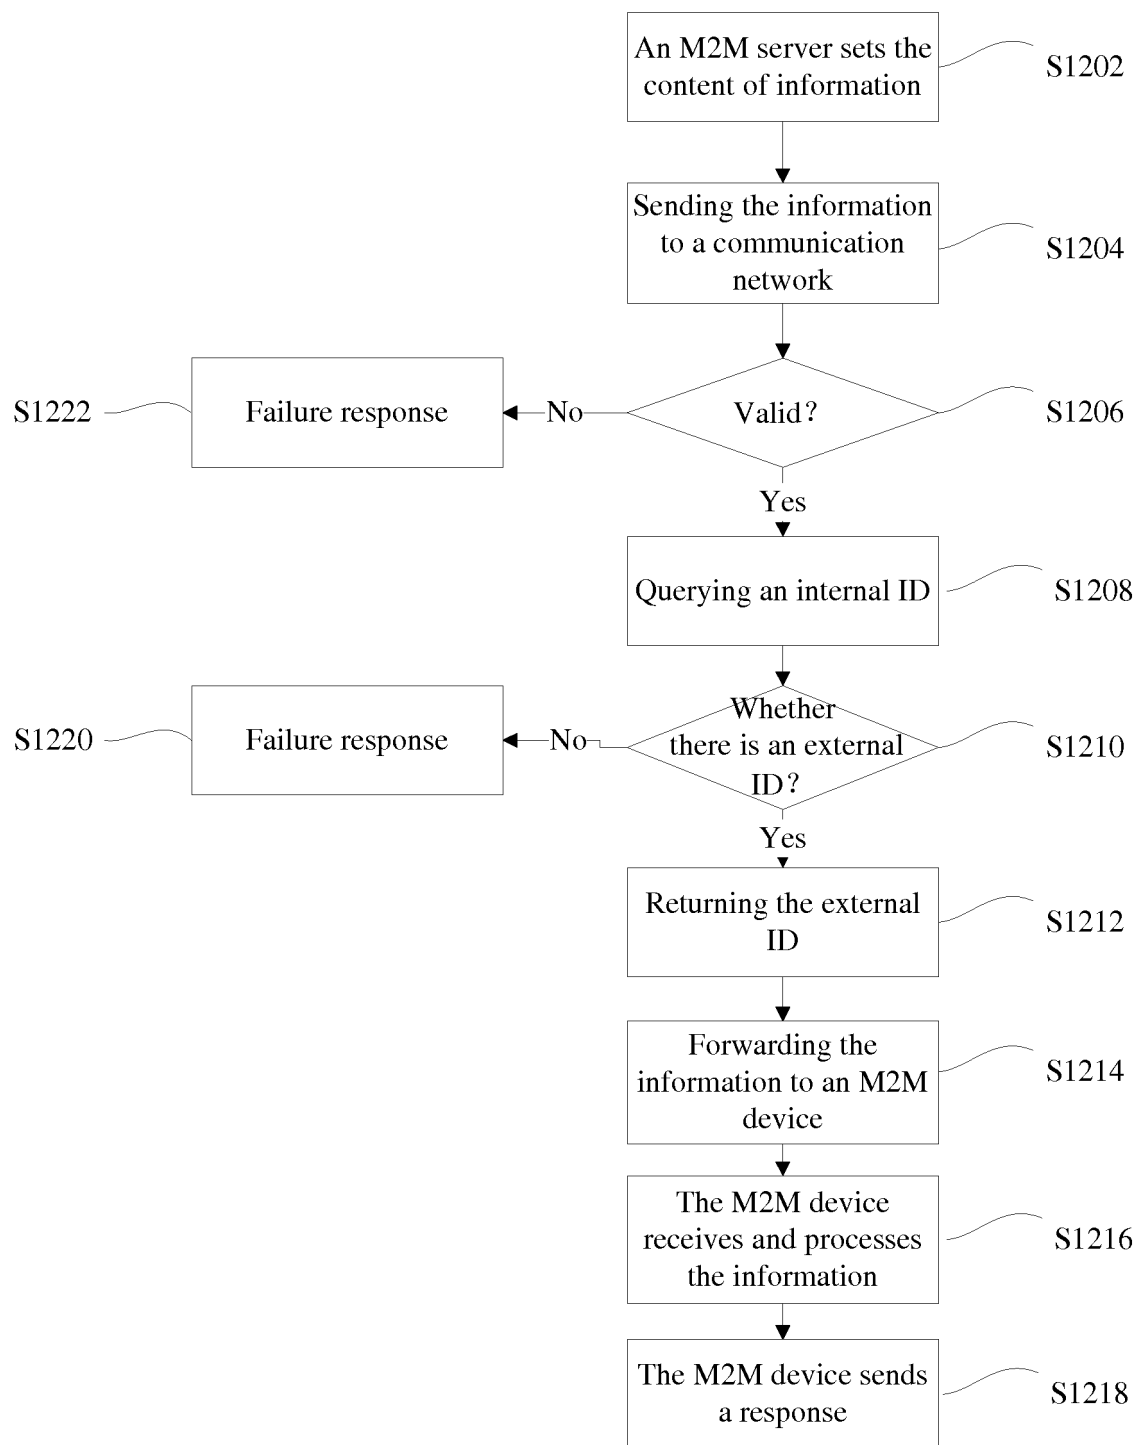 An M2M server sets the
content of information
S1202
Sending the information
to a communication
network
S1204
S1222
Failure response
No
Valid?
S1206
Yes
Querying an internal ID
S1208
S1220
Failure response
No
Whether
there is an external
ID?
S1210
Yes
Returning the external
ID
S1212
Forwarding the
information to an M2M
device
S1214
The M2M device
receives and processes
the information
S1216
The M2M device sends
a response
S1218